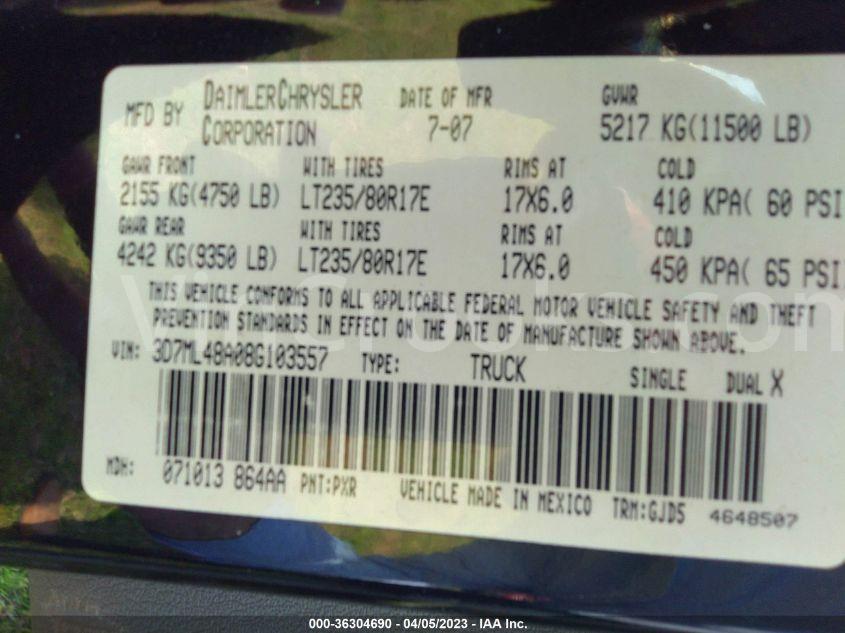 MFD BY DAIMLERCHRYSLER CORPORATION DATE OF MFR 7-07 GVWR 5217 KG(11500 LB)
GAWR FRONT WITH TIRES RIMS AT COLD
2155 KG(4750 LB) LT235/80R17E 17X6.0 410 KPA( 60 PSI
GAWR REAR WITH TIRES RIMS AT COLD
4242 KG(9350 LB) LT235/80R17E 17X6.0 450 KPA( 65 PSI
THIS VEHICLE CONFORMS TO ALL APPLICABLE FEDERAL MOTOR VEHICLE SAFETY AND THEFT
PREVENTION STANDARDS IN EFFECT ON THE DATE OF MANUFACTURE SHOWN ABOVE.
VIN: 3D7ML48A08G103557 TYPE: TRUCK SINGLE DUAL X
MDH: 071013 864AA PNT:PXR VEHICLE MADE IN MEXICO TRM:GJD5 4648507
000-36304690 - 04/05/2023 - IAA Inc.